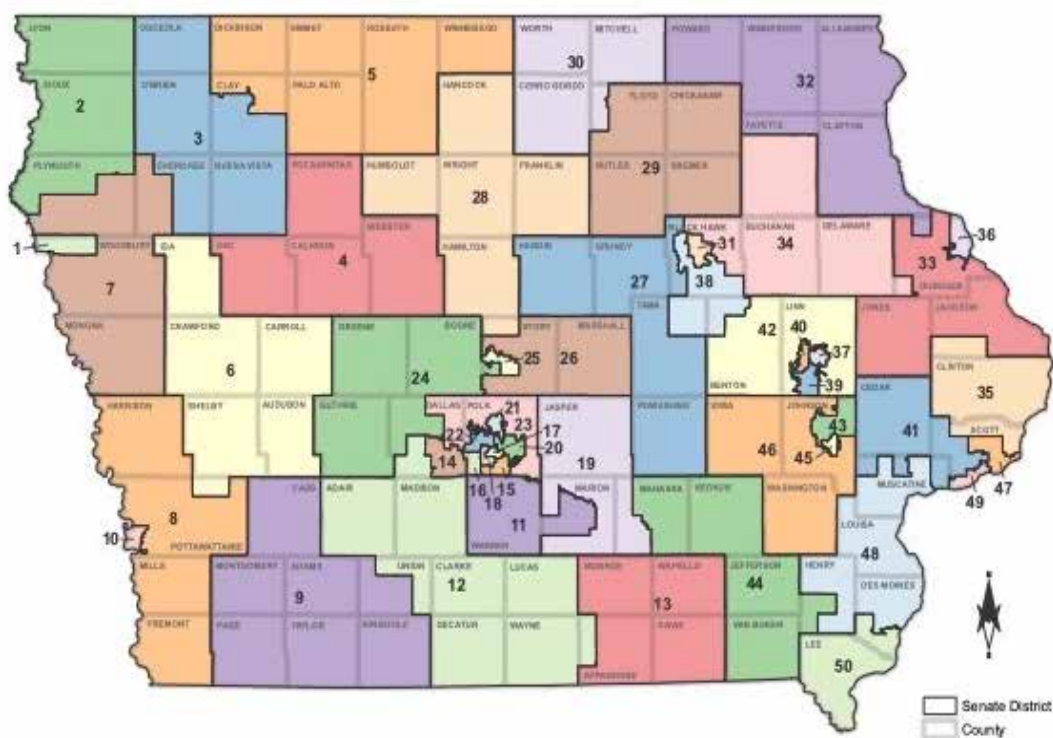 LYON OSCEOLA DICKINSON EMMET KOSSUTH WINNEBAGO WORTH MITCHELL HOWARD WINNESHIEK ALLAMAKEE
5 30 32
SIOUX O'BRIEN CLAY PALO ALTO HANCOCK CERRO GORDO FLOYD CHICKASAW
2 3
FAYETTE CLAYTON
PLYMOUTH CHEROKEE BUENA VISTA POCAHONTAS HUMBOLDT WRIGHT FRANKLIN BUTLER BREMER
28 29
1 WOODBURY IDA SAC CALHOUN WEBSTER HAMILTON HARDIN GRUNDY BLACK HAWK BUCHANAN DELAWARE DUBUQUE
31 34 33 36
7 4 27 38
MONONA CRAWFORD CARROLL GREENE BOONE STORY MARSHALL TAMA BENTON LINN JONES JACKSON
6 24 25 26 42 40 37 39
CLINTON
35
HARRISON SHELBY AUDUBON GUTHRIE DALLAS POLK JASPER POWESHIEK IOWA JOHNSON CEDAR SCOTT
21 22 23 17 20 14 16 15 18 19 46 43 45 41 47 49
8 10 POTTAWATTAMIE CASS ADAIR MADISON WARREN MARION MAHASKA KEOKUK WASHINGTON MUSCATINE
11
LOUISA
48
MILLS MONTGOMERY ADAMS UNION CLARKE LUCAS MONROE WAPELLO JEFFERSON HENRY DES MOINES
9 12 13 44
FREMONT PAGE TAYLOR RINGGOLD DECATUR WAYNE APPANOOSE DAVIS VAN BUREN LEE
50
N
S
Senate District
County